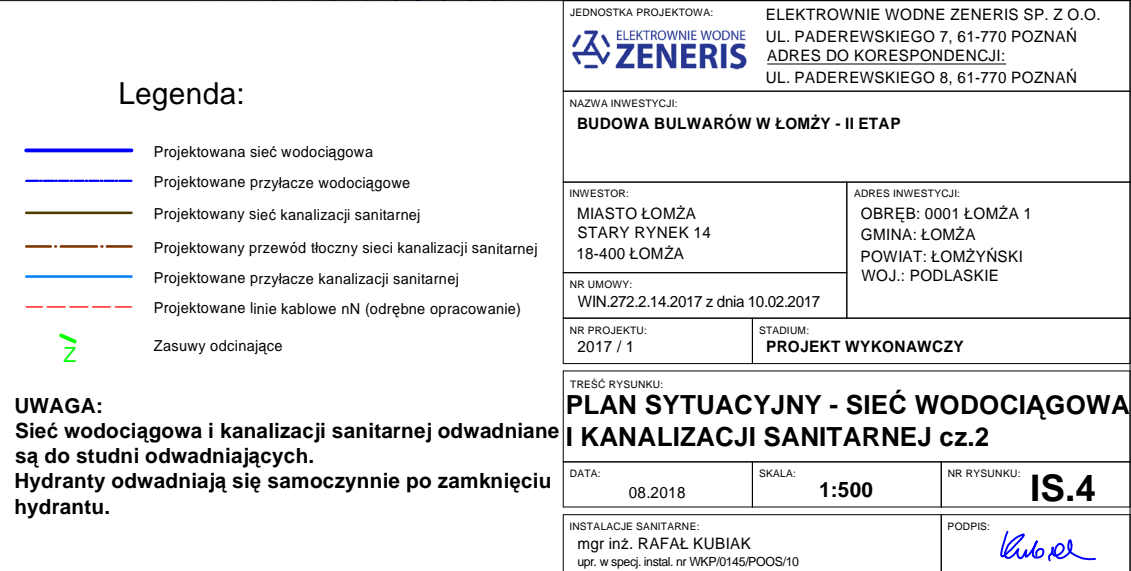 Legenda:
Projektowana sieć wodociągowa
Projektowane przyłacze wodociągowe
Projektowany sieć kanalizacji sanitarnej
Projektowany przewód tłoczny sieci kanalizacji sanitarnej
Projektowane przyłacze kanalizacji sanitarnej
Projektowane linie kablowe nN (odrębne opracowanie)
Z
Zasuwy odcinające
UWAGA:
Sieć wodociągowa i kanalizacji sanitarnej odwadniane
są do studni odwadniających.
Hydranty odwadniają się samoczynnie po zamknięciu
hydrantu.
JEDNOSTKA PROJEKTOWA:
ELEKTROWNIE WODNE
ZENERIS
ELEKTROWNIE WODNE ZENERIS SP. Z O.O.
UL. PADEREWSKIEGO 7, 61-770 POZNAŃ
ADRES DO KORESPONDENCJI:
UL. PADEREWSKIEGO 8, 61-770 POZNAŃ
NAZWA INWESTYCJI:
BUDOWA BULWARÓW W ŁOMŻY - II ETAP
INWESTOR:
MIASTO ŁOMŻA
STARY RYNEK 14
18-400 ŁOMŻA
ADRES INWESTYCJI:
OBRĘB: 0001 ŁOMŻA 1
GMINA: ŁOMŻA
POWIAT: ŁOMŻYŃSKI
WOJ.: PODLASKIE
NR UMOWY:
WIN.272.2.14.2017 z dnia 10.02.2017
NR PROJEKTU:
2017 / 1
STADIUM:
PROJEKT WYKONAWCZY
TREŚĆ RYSUNKU:
PLAN SYTUACYJNY - SIEĆ WODOCIĄGOWA
I KANALIZACJI SANITARNEJ cz.2
DATA:
08.2018
SKALA:
1:500
NR RYSUNKU:
IS.4
INSTALACJE SANITARNE:
mgr inż. RAFAŁ KUBIAK
upr. w specj. instal. nr WKP/0145/POOS/10
PODPIS: